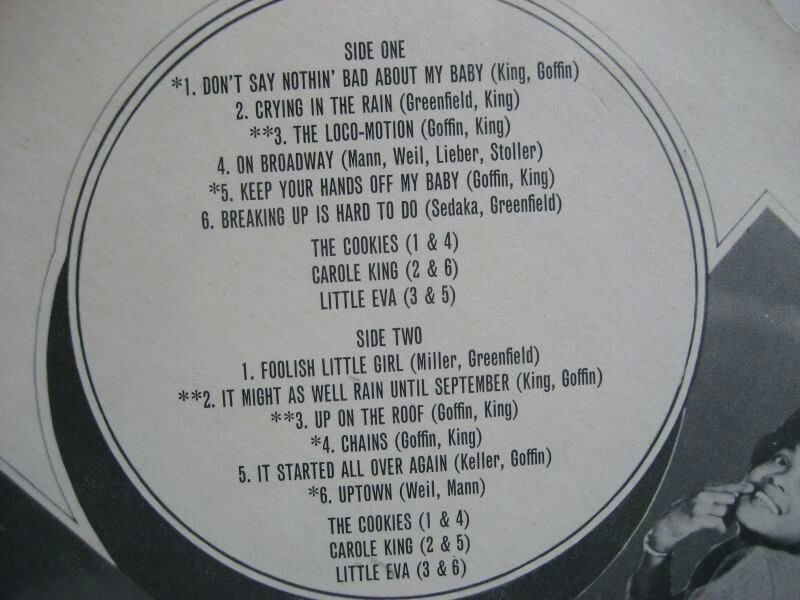 SIDE ONE
*1. DON'T SAY NOTHIN' BAD ABOUT MY BABY (King, Goffin)
2. CRYING IN THE RAIN (Greenfield, King)
**3. THE LOCO-MOTION (Goffin, King)
4. ON BROADWAY (Mann, Weil, Lieber, Stoller)
*5. KEEP YOUR HANDS OFF MY BABY (Goffin, King)
6. BREAKING UP IS HARD TO DO (Sedaka, Greenfield)
THE COOKIES (1 & 4)
CAROLE KING (2 & 6)
LITTLE EVA (3 & 5)
SIDE TWO
1. FOOLISH LITTLE GIRL (Miller, Greenfield)
**2. IT MIGHT AS WELL RAIN UNTIL SEPTEMBER (King, Goffin)
**3. UP ON THE ROOF (Goffin, King)
*4. CHAINS (Goffin, King)
5. IT STARTED ALL OVER AGAIN (Keller, Goffin)
*6. UPTOWN (Weil, Mann)
THE COOKIES (1 & 4)
CAROLE KING (2 & 5)
LITTLE EVA (3 & 6)